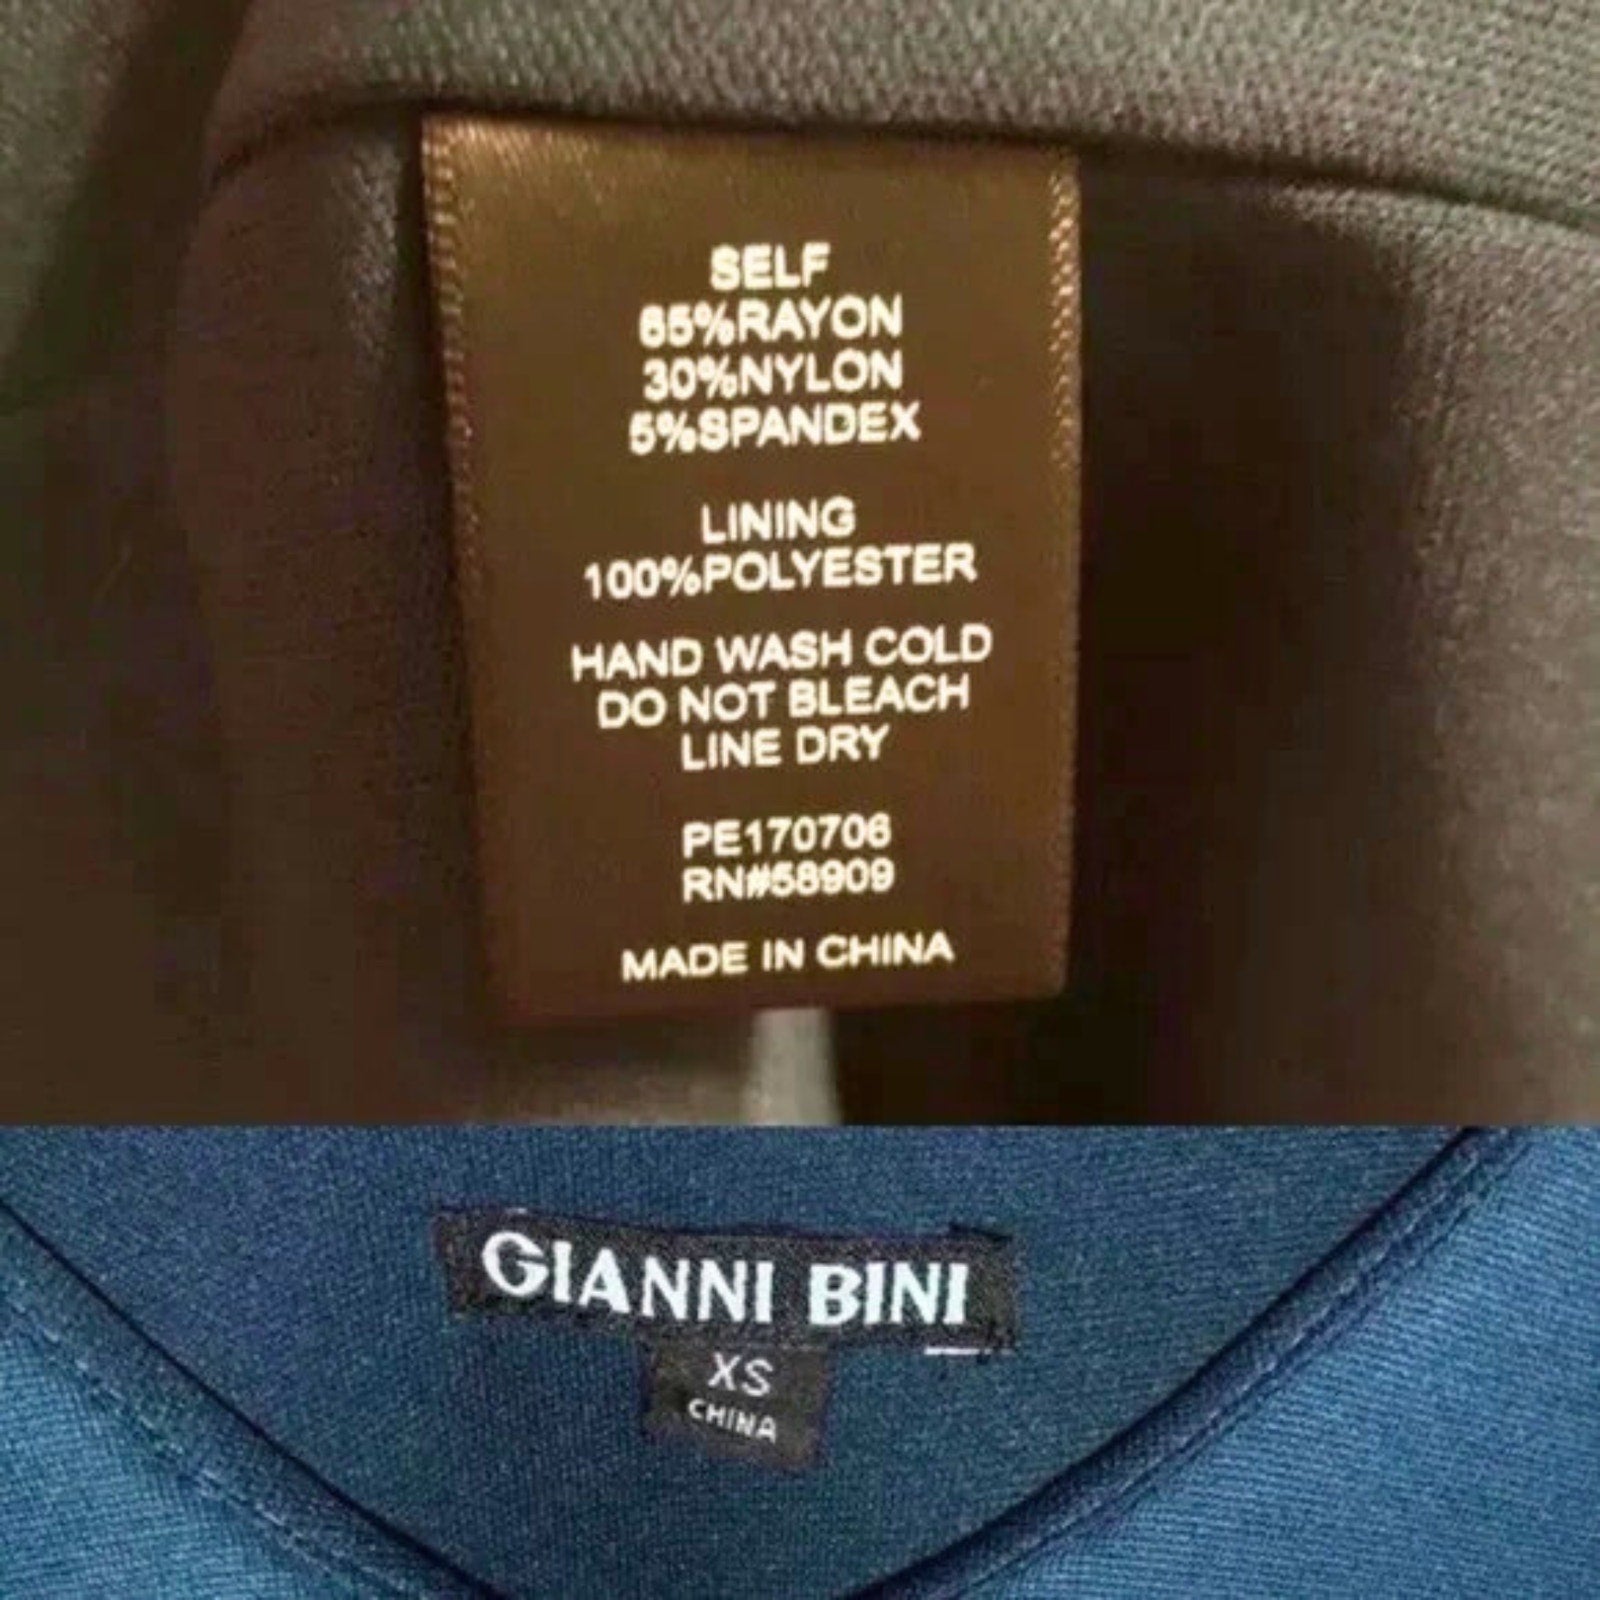 SELF
65%RAYON
30%NYLON
5%SPANDEX
LINING
100%POLYESTER
HAND WASH COLD
DO NOT BLEACH
LINE DRY
PE170706
RN#58909
MADE IN CHINA
GIANNI BINI
XS
CHINA